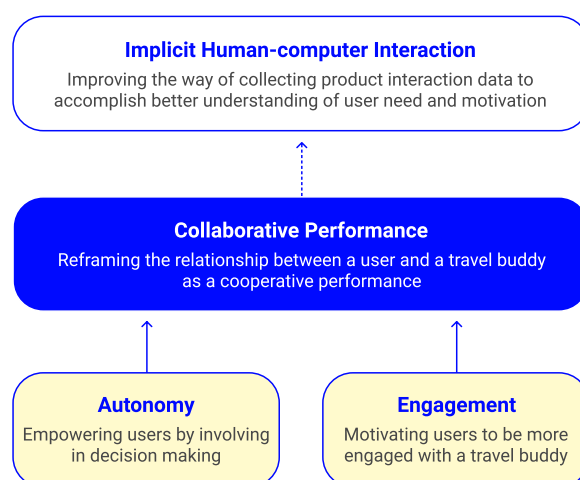 Implicit Human-computer Interaction
Improving the way of collecting product interaction data to
accomplish better understanding of user need and motivation
Collaborative Performance
Reframing the relationship between a user and a travel buddy
as a cooperative performance
Autonomy
Empowering users by involving
in decision making
Engagement
Motivating users to be more
engaged with a travel buddy